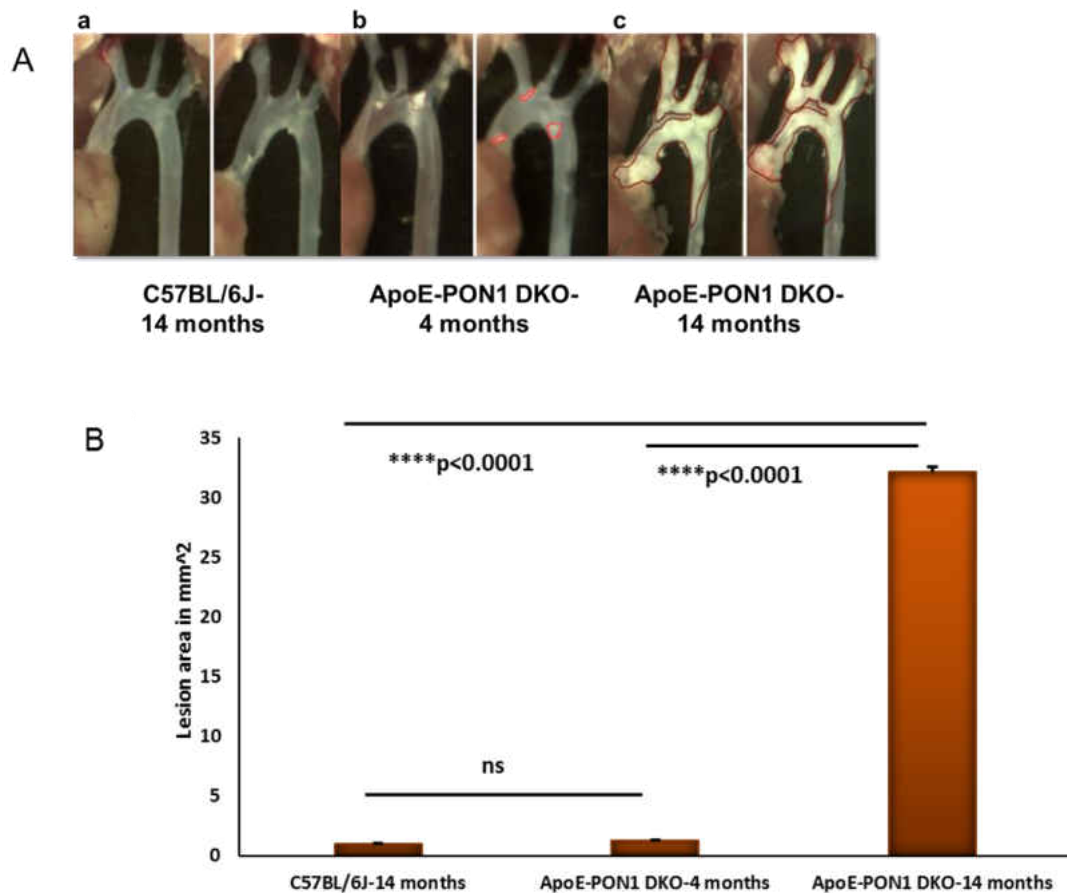 A
a
b
c
C57BL/6J-
14 months
ApoE-PON1 DKO-
4 months
ApoE-PON1 DKO-
14 months
B
Lesion area in mm^2
35
30
25
20
15
10
5
0
****p<0.0001
****p<0.0001
ns
C57BL/6J-14 months
ApoE-PON1 DKO-4 months
ApoE-PON1 DKO-14 months